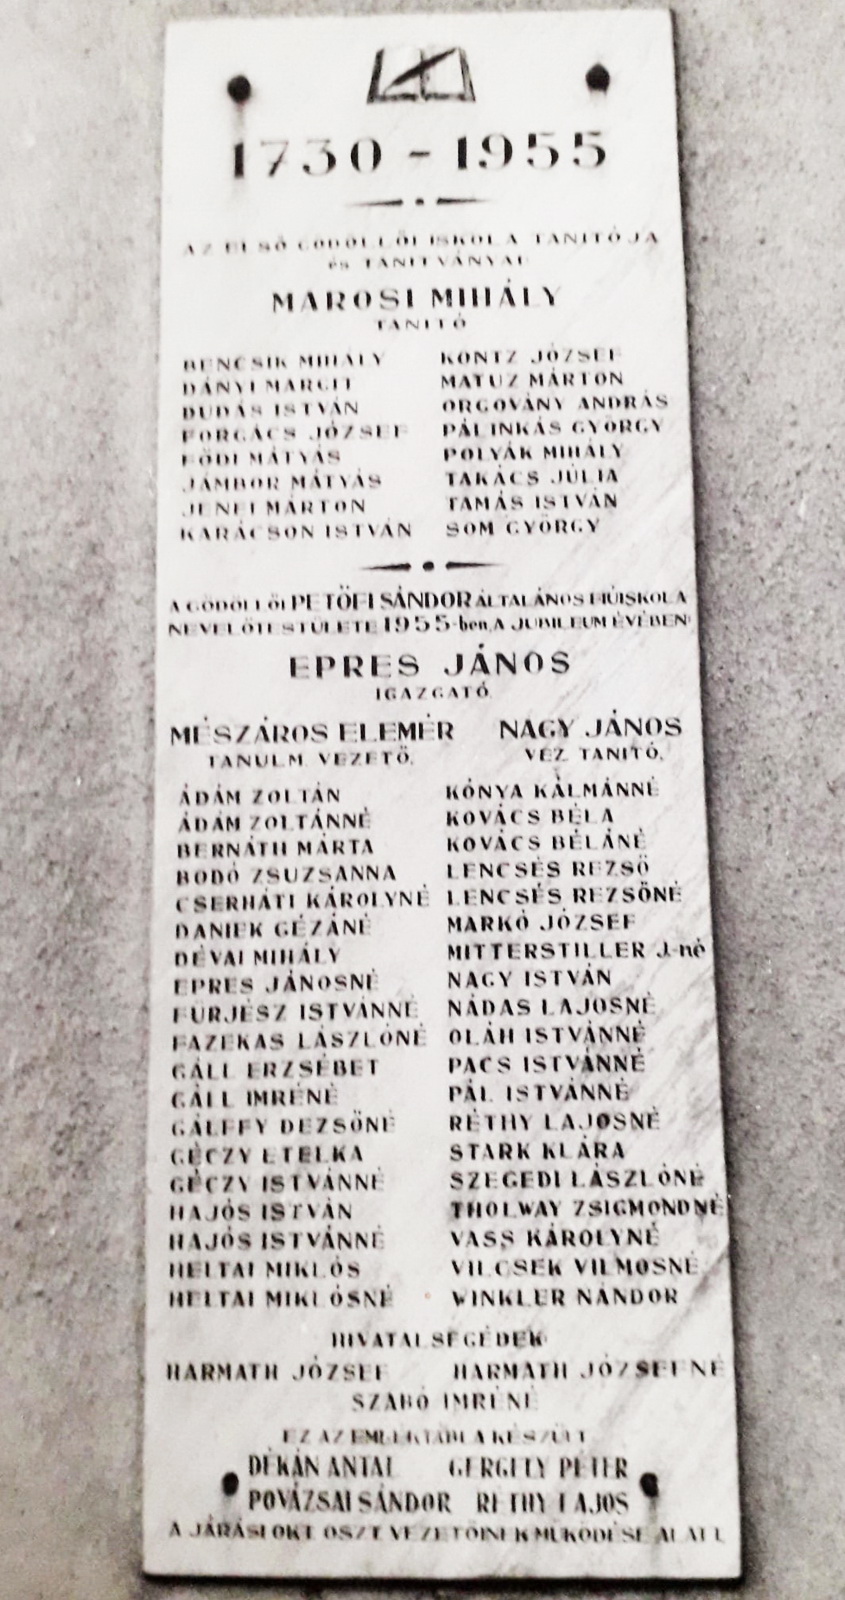 1730 - 1955
AZ ELSŐ GÖDÖLLŐI ISKOLA TANITÓJA
és TANITVÁNYAI
MAROSI MIHÁLY
TANITÓ
BENCSIK MIHÁLY KONTZ JÓZSEF
DÁNYI MARGIT MATUZ MÁRTON
DUDÁS ISTVÁN ORGOVÁNY ANDRÁS
FORGÁCS JÓZSEF PÁLINKÁS GYÖRGY
FÖDI MÁTYÁS POLYÁK MIHÁLY
JÁMBOR MÁTYÁS TAKÁCS JÚLIA
JENEI MÁRTON TAMÁS ISTVÁN
KARÁCSON ISTVÁN SOM GYÖRGY
A GÖDÖLLŐI PETŐFI SÁNDOR ÁLTALÁNOS FIÚISKOLA
NEVELŐTESTÜLETE 1955-ben, A JUBILEUM ÉVÉBEN:
EPRES JÁNOS
IGAZGATÓ
MÉSZÁROS ELEMÉR NAGY JÁNOS
TANULM. VEZETŐ. VEZ. TANITÓ.
ÁDÁM ZOLTÁN KÓNYA KÁLMÁNNÉ
ÁDÁM ZOLTÁNNÉ KOVÁCS BÉLA
BERNÁTH MÁRTA KOVÁCS BÉLÁNÉ
BODÓ ZSUZSANNA LENCSÉS REZSŐ
CSERHÁTI KÁROLYNÉ LENCSÉS REZSŐNÉ
DANIEK GÉZÁNÉ MARKÓ JÓZSEF
DÉVAI MIHÁLY MITTERSTILLER J.-né
EPRES JÁNOSNÉ NAGY ISTVÁN
FÜRJÉSZ ISTVÁNNÉ NÁDAS LAJOSNÉ
FAZEKAS LÁSZLÓNÉ OLÁH ISTVÁNNÉ
GÁLL ERZSÉBET PACS ISTVÁNNÉ
GÁLL IMRÉNÉ PÁL ISTVÁNNÉ
GÁLFFY DEZSŐNÉ RÉTHY LAJOSNÉ
GÉCZY ETELKA STARK KLÁRA
GÉCZY ISTVÁNNÉ SZEGEDI LÁSZLÓNÉ
HAJÓS ISTVÁN THOLWAY ZSIGMONDNÉ
HAJÓS ISTVÁNNÉ VASS KÁROLYNÉ
HELTAI MIKLÓS VILCSEK VILMOSNÉ
HELTAI MIKLÓSNÉ WINKLER NÁNDOR
HIVATALSEGÉDEK:
HARMATH JÓZSEF HARMATH JÓZSEFNÉ
SZABÓ IMRÉNÉ
EZ AZ EMLÉKTÁBLA KÉSZÜLT
DÉKÁN ANTAL GERGELY PÉTER
POVÁZSAI SÁNDOR RÉTHY LAJOS
A JÁRÁSI OKT. OSZT. VEZETŐINEK MŰKÖDÉSE ALATT.